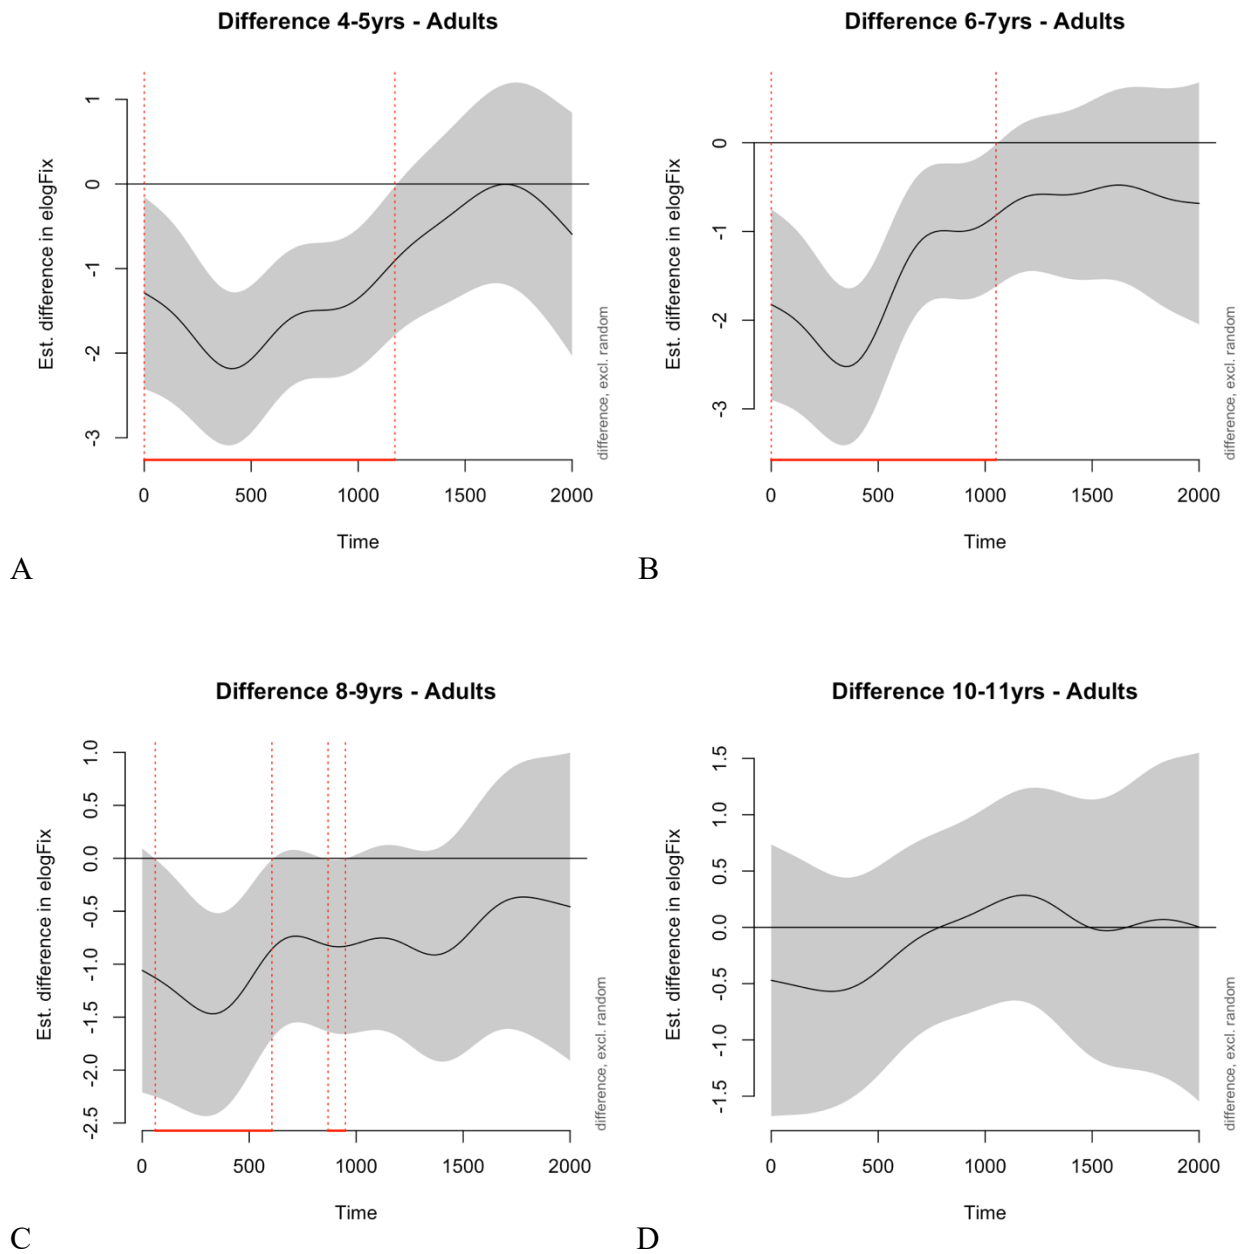 Difference 4-5yrs - Adults
Est. difference in elogFix
1
0
-1
-2
-3
0 500 1000 1500 2000
Time
difference, excl. random
A
Difference 6-7yrs - Adults
Est. difference in elogFix
0
-1
-2
-3
0 500 1000 1500 2000
Time
difference, excl. random
B
Difference 8-9yrs - Adults
Est. difference in elogFix
1.0
0.5
0.0
-0.5
-1.0
-1.5
-2.0
-2.5
0 500 1000 1500 2000
Time
difference, excl. random
C
Difference 10-11yrs - Adults
Est. difference in elogFix
1.5
1.0
0.5
0.0
-0.5
-1.0
-1.5
0 500 1000 1500 2000
Time
difference, excl. random
D